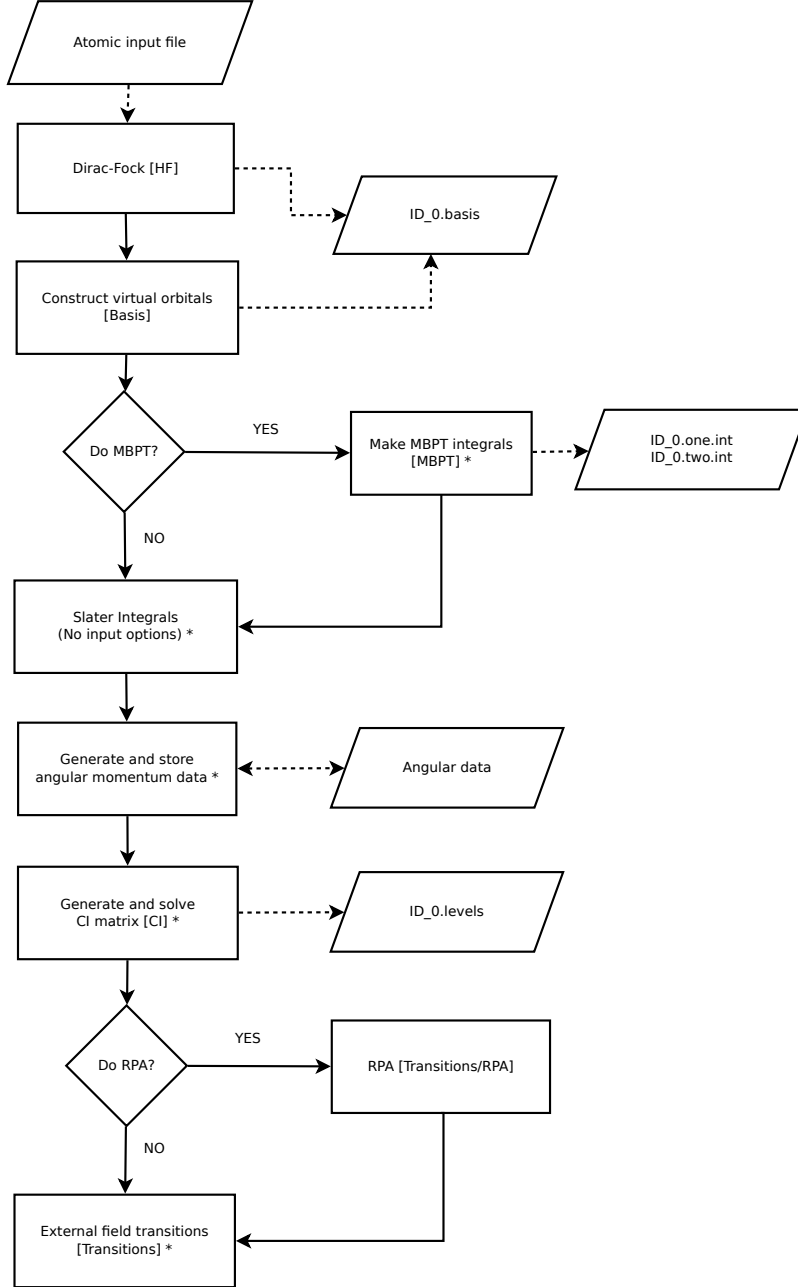 Atomic input file
Dirac-Fock [HF]
ID_0.basis
Construct virtual orbitals
[Basis]
Do MBPT?
YES
Make MBPT integrals
[MBPT] *
ID_0.one.int
ID_0.two.int
NO
Slater Integrals
(No input options) *
Generate and store
angular momentum data *
Angular data
Generate and solve
CI matrix [CI] *
ID_0.levels
Do RPA?
YES
RPA [Transitions/RPA]
NO
External field transitions
[Transitions] *